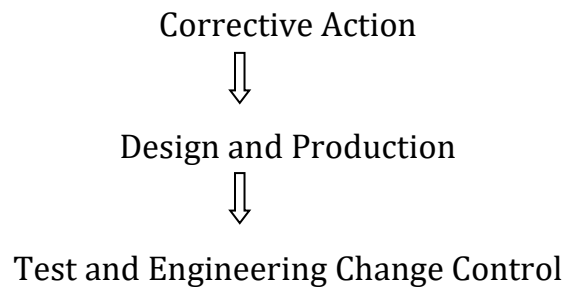 Corrective Action
Design and Production
Test and Engineering Change Control